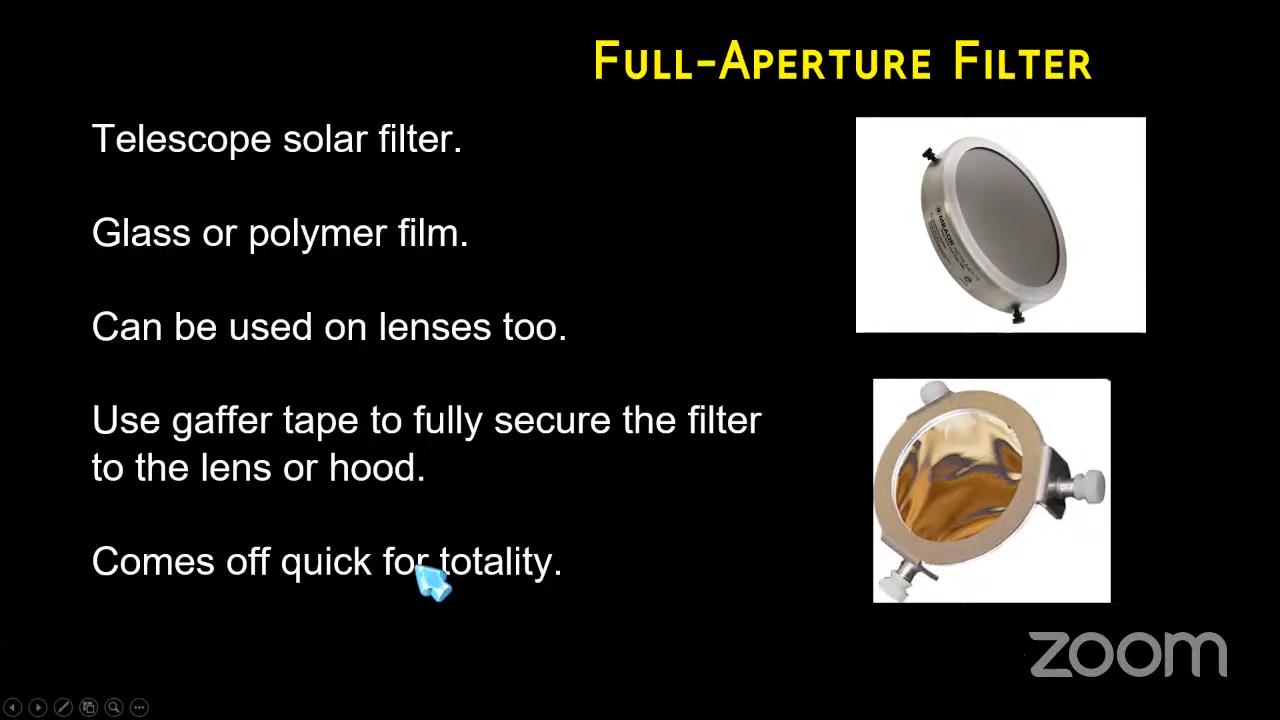 Full-Aperture Filter
Telescope solar filter.
Glass or polymer film.
Can be used on lenses too.
Use gaffer tape to fully secure the filter
to the lens or hood.
Comes off quick for totality.
MEADE
zoom